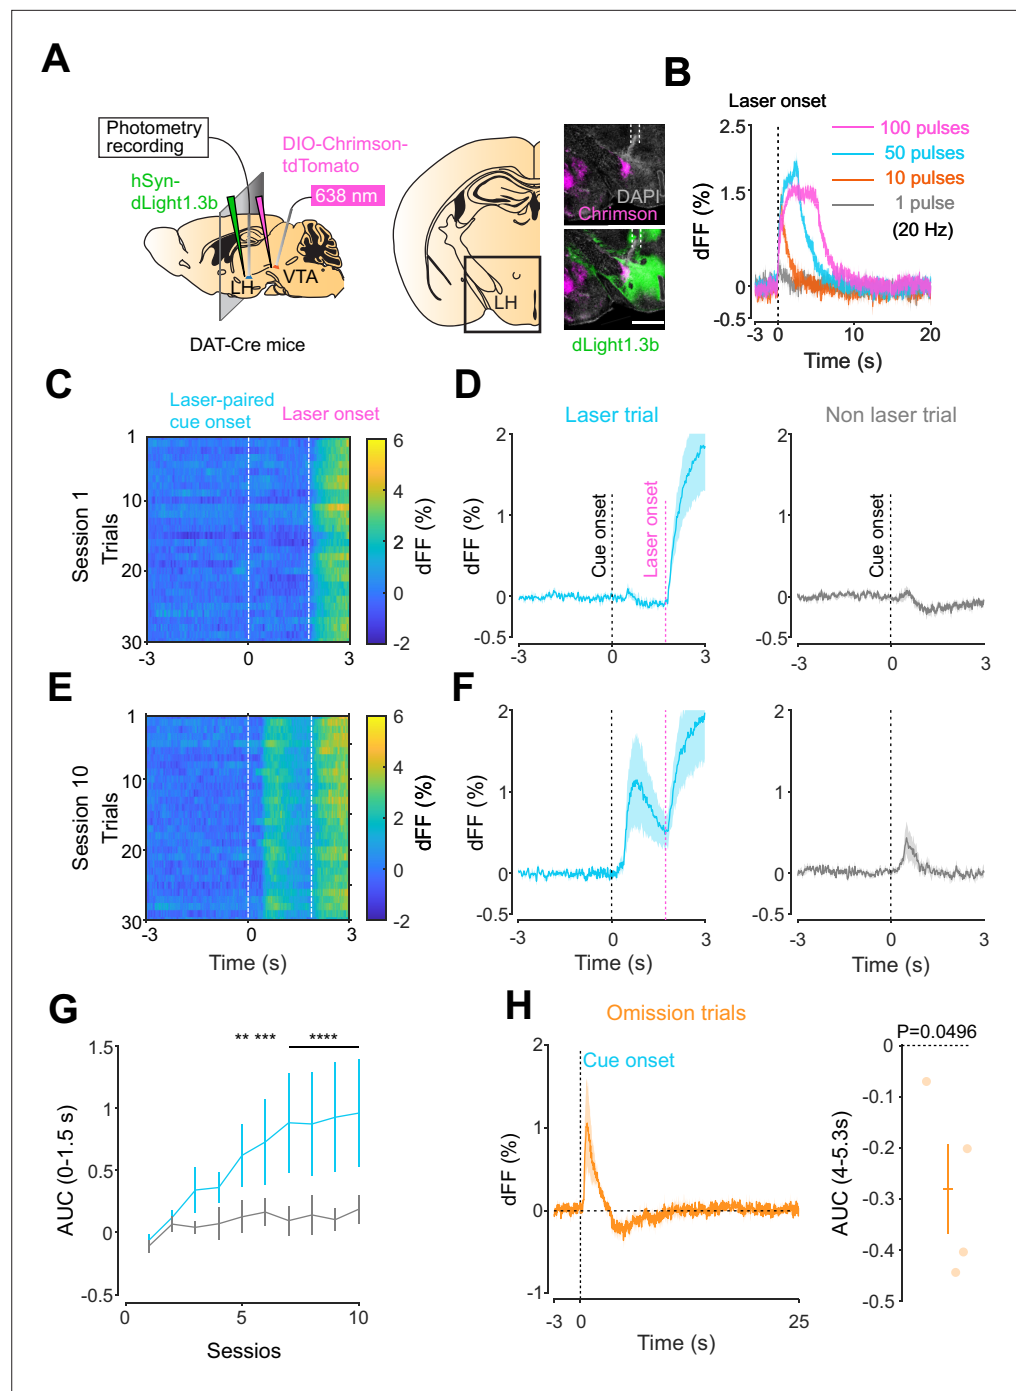 A
Photometry
recording
DIO-Chrimson-
tdTomato
hSyn-
dLight1.3b
638 nm
LH
VTA
DAT-Cre mice
LH
DAPI
Chrimson
dLight1.3b
B
Laser onset
2.5
1.5
0
-0.5
dFF (%)
100 pulses
50 pulses
10 pulses
1 pulse
(20 Hz)
-3 0 10 20
Time (s)
C
Laser-paired
cue onset
Laser onset
Session 1
Trials
1
10
20
30
-3 0 3
6
4
2
0
-2
dFF (%)
D
Laser trial
2
1
0
-0.5
dFF (%)
Cue onset
Laser onset
-3 0 3
Non laser trial
2
1
0
-0.5
Cue onset
-3 0 3
E
Session 10
Trials
1
10
20
30
-3 0 3
Time (s)
6
4
2
0
-2
dFF (%)
F
2
1
0
-0.5
dFF (%)
-3 0 3
Time (s)
2
1
0
-0.5
-3 0 3
Time (s)
G
** *** ****
1.5
1
0.5
0
-0.5
AUC (0-1.5 s)
0 5 10
Sessios
H
Omission trials
Cue onset
2
1
0
-1
dFF (%)
-3 0 25
Time (s)
P=0.0496
0
-0.1
-0.2
-0.3
-0.4
-0.5
AUC (4-5.3s)